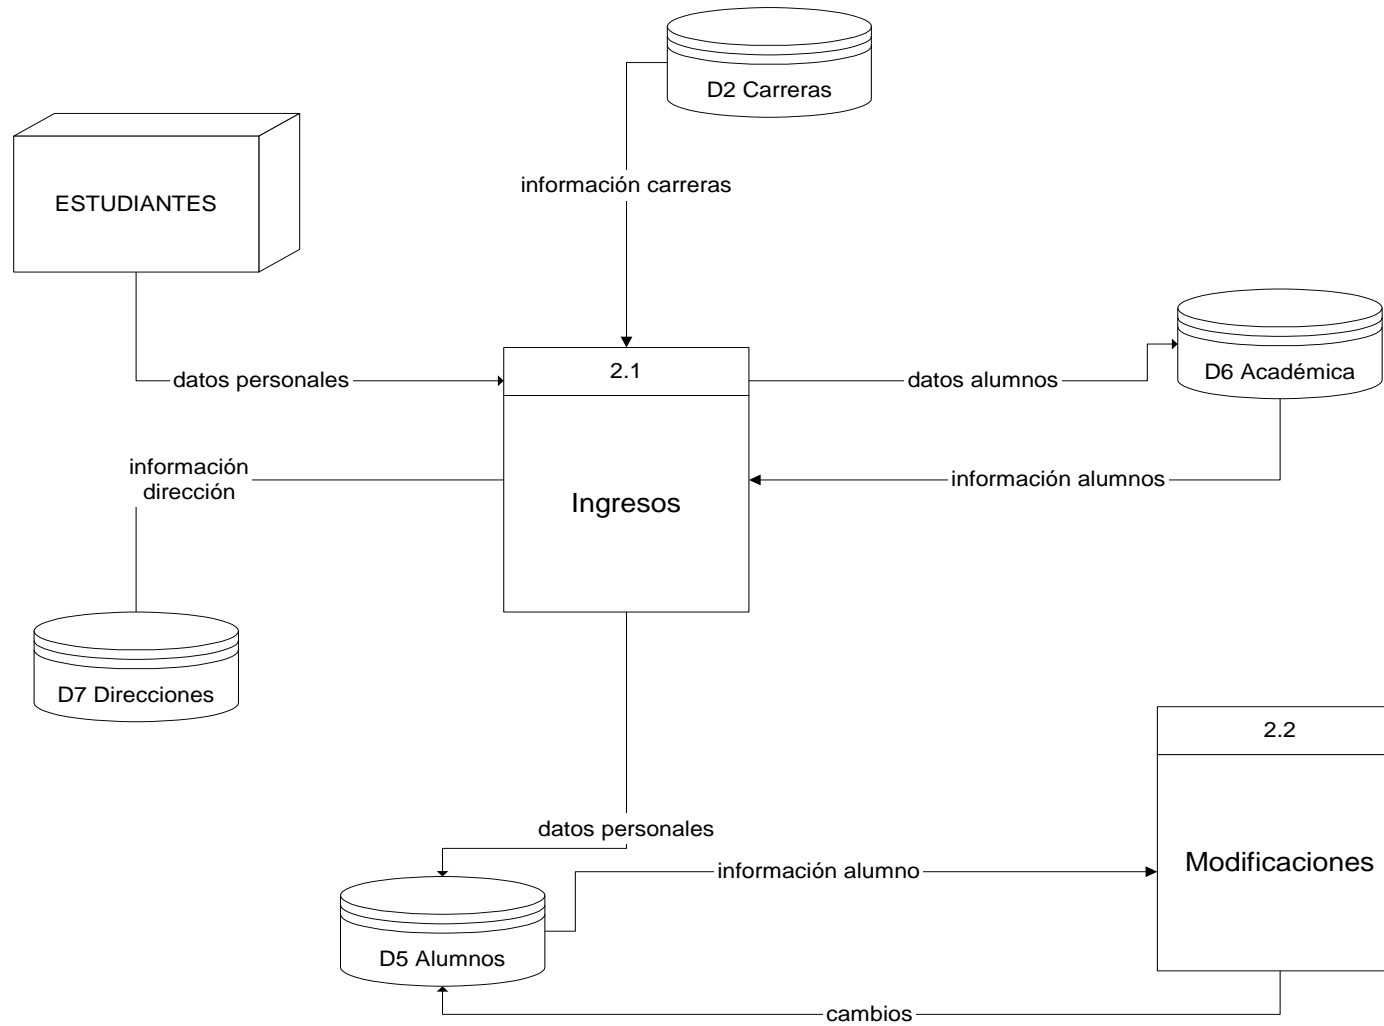 D2 Carreras
ESTUDIANTES
información carreras
2.1
datos personales
datos alumnos
D6 Académica
información
dirección
Ingresos
información alumnos
D7 Direcciones
2.2
datos personales
información alumno
Modificaciones
D5 Alumnos
cambios